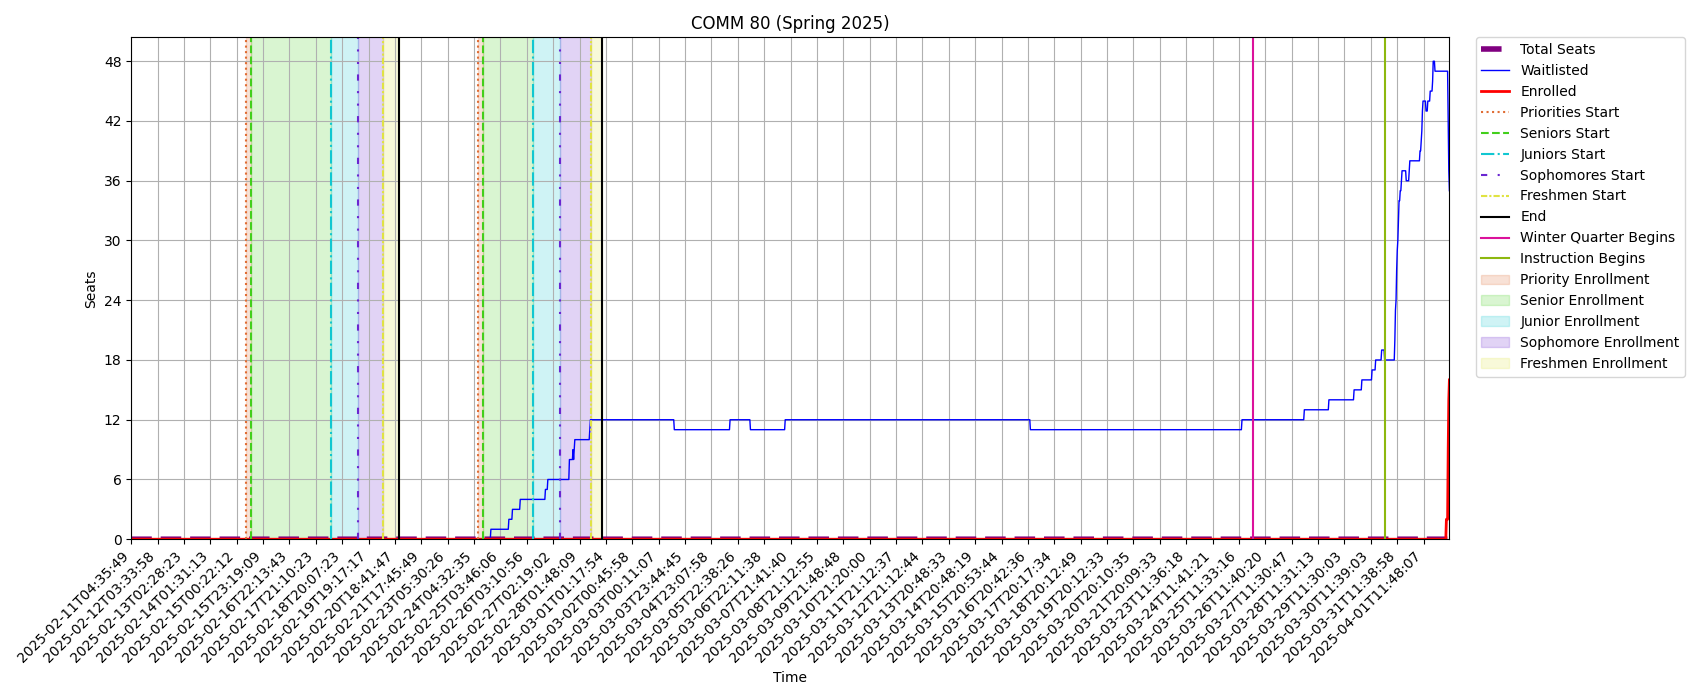 COMM 80 (Spring 2025)
Seats
48
42
36
30
24
18
12
6
0
2025-02-11T04:35:49
2025-02-12T03:33:58
2025-02-13T02:28:23
2025-02-14T01:31:13
2025-02-15T00:22:12
2025-02-15T23:19:09
2025-02-16T22:13:43
2025-02-17T21:10:23
2025-02-18T20:07:23
2025-02-19T19:17:17
2025-02-20T18:41:47
2025-02-21T17:45:49
2025-02-23T05:30:26
2025-02-24T04:32:35
2025-02-25T03:46:06
2025-02-26T03:10:56
2025-02-27T02:19:02
2025-02-28T01:48:09
2025-03-01T01:17:54
2025-03-02T00:45:58
2025-03-03T00:11:07
2025-03-03T23:44:45
2025-03-04T23:07:58
2025-03-05T22:38:26
2025-03-06T22:11:38
2025-03-07T21:41:40
2025-03-08T21:12:55
2025-03-09T21:48:48
2025-03-10T21:20:00
2025-03-11T21:12:37
2025-03-12T21:12:44
2025-03-13T20:48:33
2025-03-14T20:48:19
2025-03-15T20:53:44
2025-03-16T20:42:36
2025-03-17T20:17:34
2025-03-18T20:12:49
2025-03-19T20:12:33
2025-03-20T20:10:35
2025-03-21T20:09:33
2025-03-23T11:36:18
2025-03-24T11:41:21
2025-03-25T11:33:16
2025-03-26T11:40:20
2025-03-27T11:30:47
2025-03-28T11:31:13
2025-03-29T11:30:03
2025-03-30T11:39:03
2025-03-31T11:38:58
2025-04-01T11:48:07
Time
Total Seats
Waitlisted
Enrolled
Priorities Start
Seniors Start
Juniors Start
Sophomores Start
Freshmen Start
End
Winter Quarter Begins
Instruction Begins
Priority Enrollment
Senior Enrollment
Junior Enrollment
Sophomore Enrollment
Freshmen Enrollment